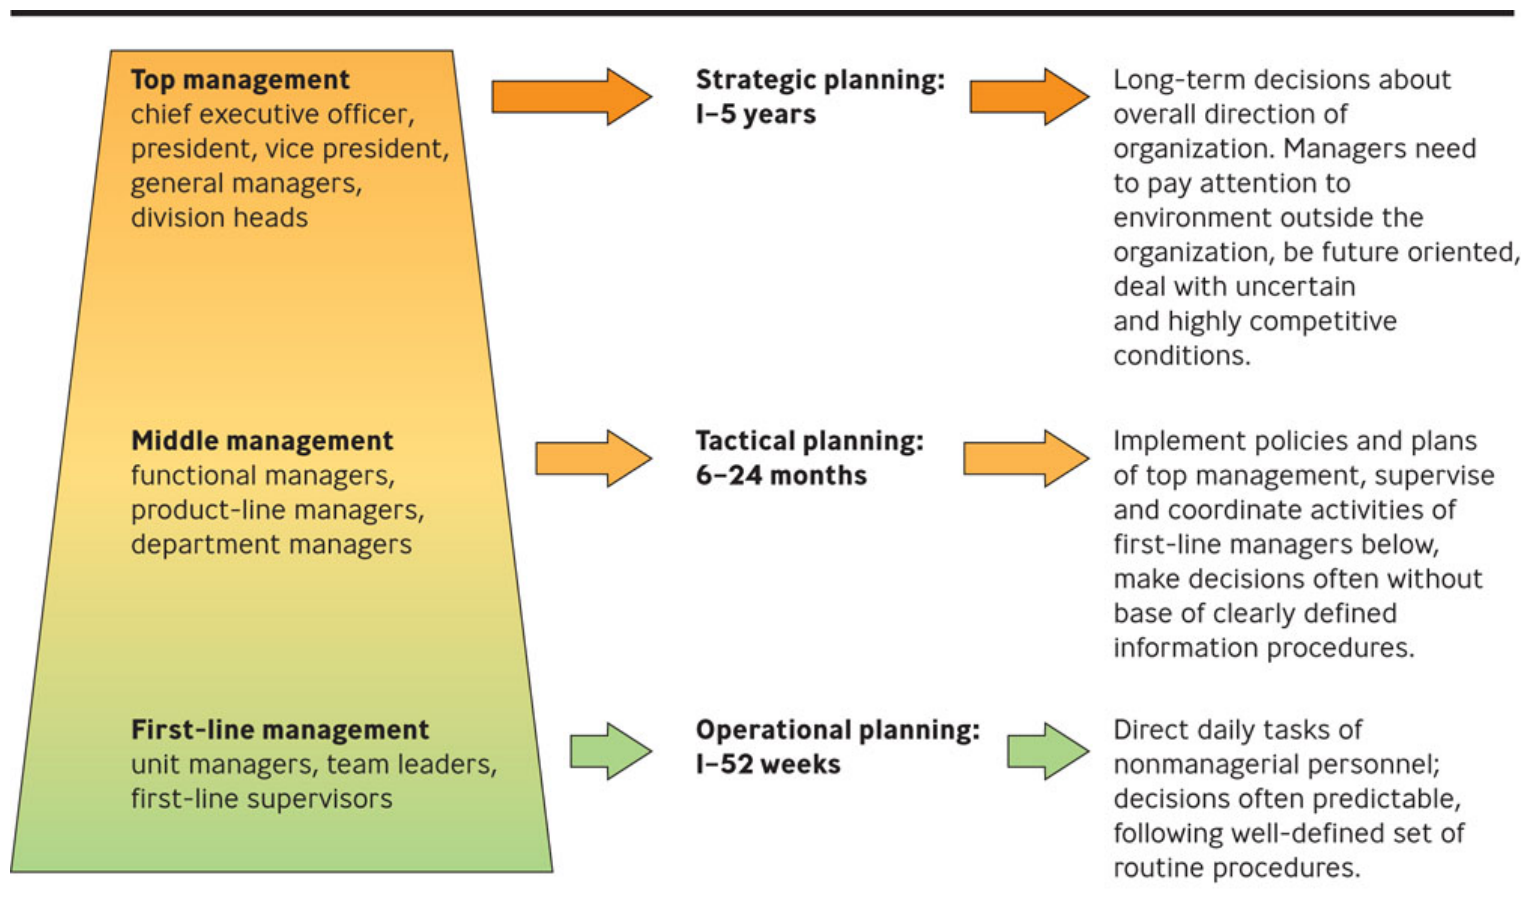 Top management
chief executive officer,
president, vice president,
general managers,
division heads
Strategic planning:
1–5 years
Long-term decisions about
overall direction of
organization. Managers need
to pay attention to
environment outside the
organization, be future oriented,
deal with uncertain
and highly competitive
conditions.
Middle management
functional managers,
product-line managers,
department managers
Tactical planning:
6–24 months
Implement policies and plans
of top management, supervise
and coordinate activities of
first-line managers below,
make decisions often without
base of clearly defined
information procedures.
First-line management
unit managers, team leaders,
first-line supervisors
Operational planning:
1–52 weeks
Direct daily tasks of
nonmanagerial personnel;
decisions often predictable,
following well-defined set of
routine procedures.